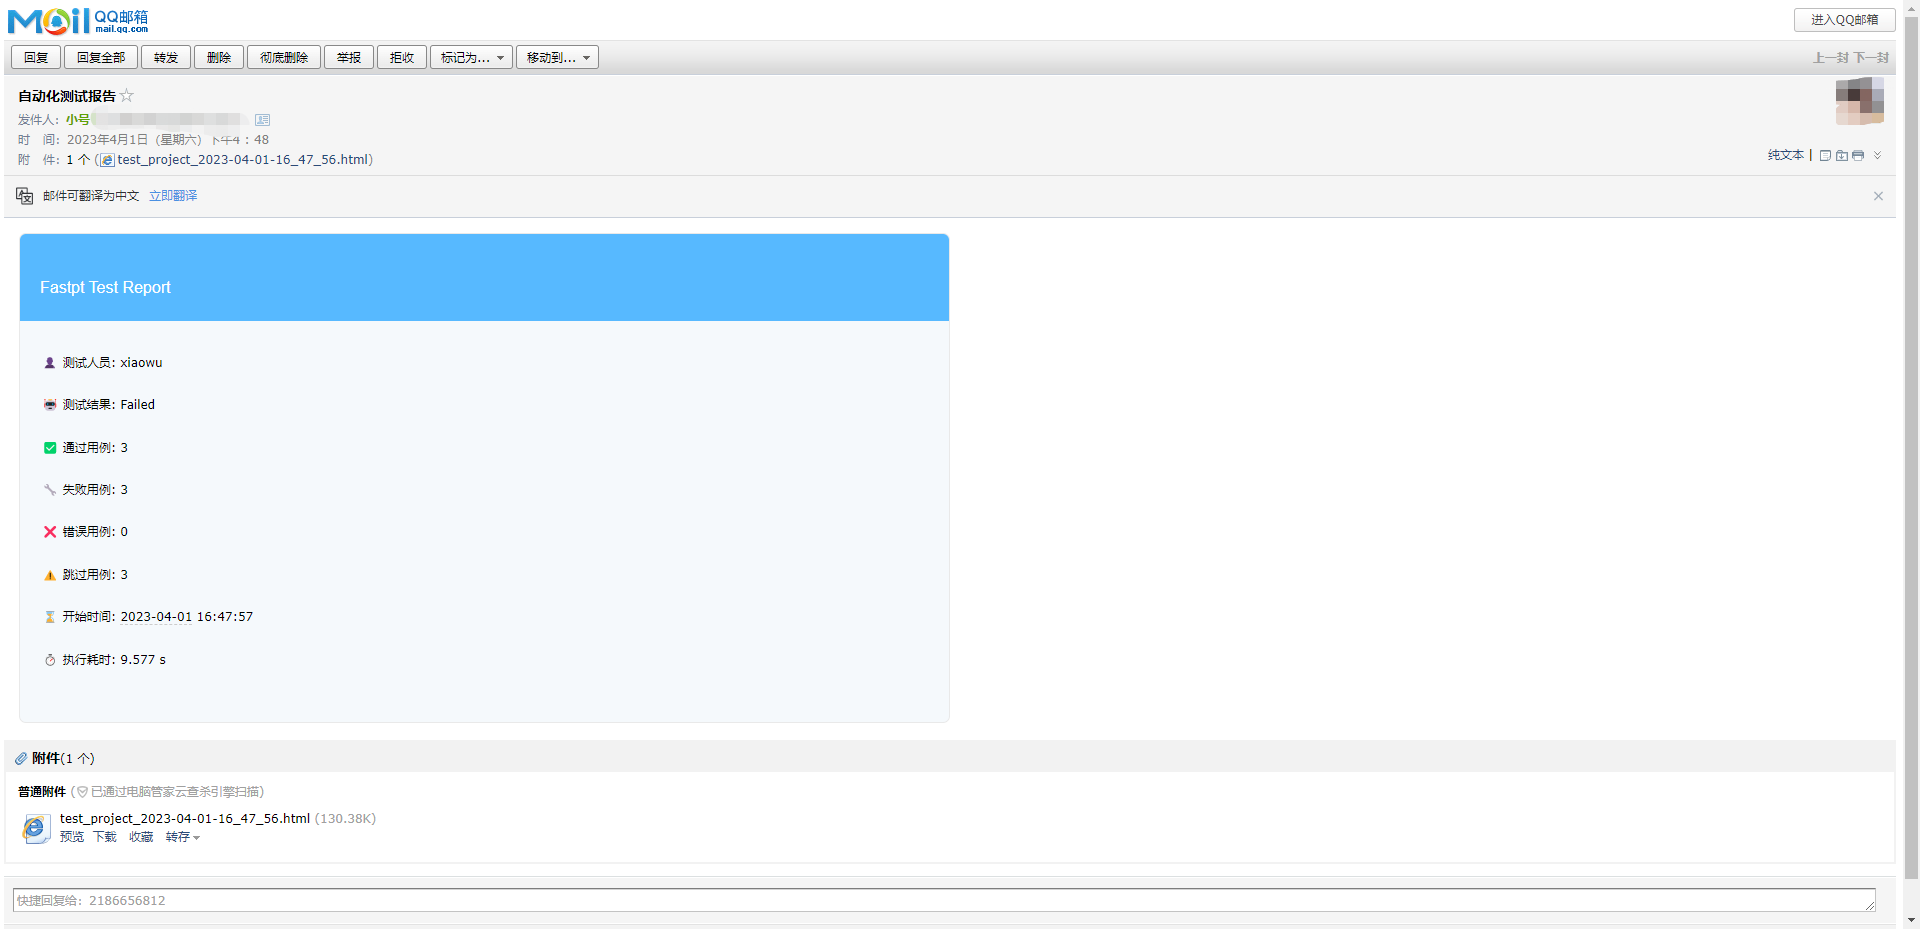 Mail QQ邮箱
mail.qq.com
进入QQ邮箱
回复 回复全部 转发 删除 彻底删除 举报 拒收 标记为... 移动到...
上一封 下一封
自动化测试报告
发件人：小号
时 间：2023年4月1日（星期六）下午4：48
附 件：1 个 (test_project_2023-04-01-16_47_56.html)
纯文本 |
邮件可翻译为中文 立即翻译
Fastpt Test Report
测试人员: xiaowu
测试结果: Failed
通过用例: 3
失败用例: 3
错误用例: 0
跳过用例: 3
开始时间: 2023-04-01 16:47:57
执行耗时: 9.577 s
附件(1 个)
普通附件 (已通过电脑管家云查杀引擎扫描)
test_project_2023-04-01-16_47_56.html (130.38K)
预览 下载 收藏 转存
快捷回复给：2186656812